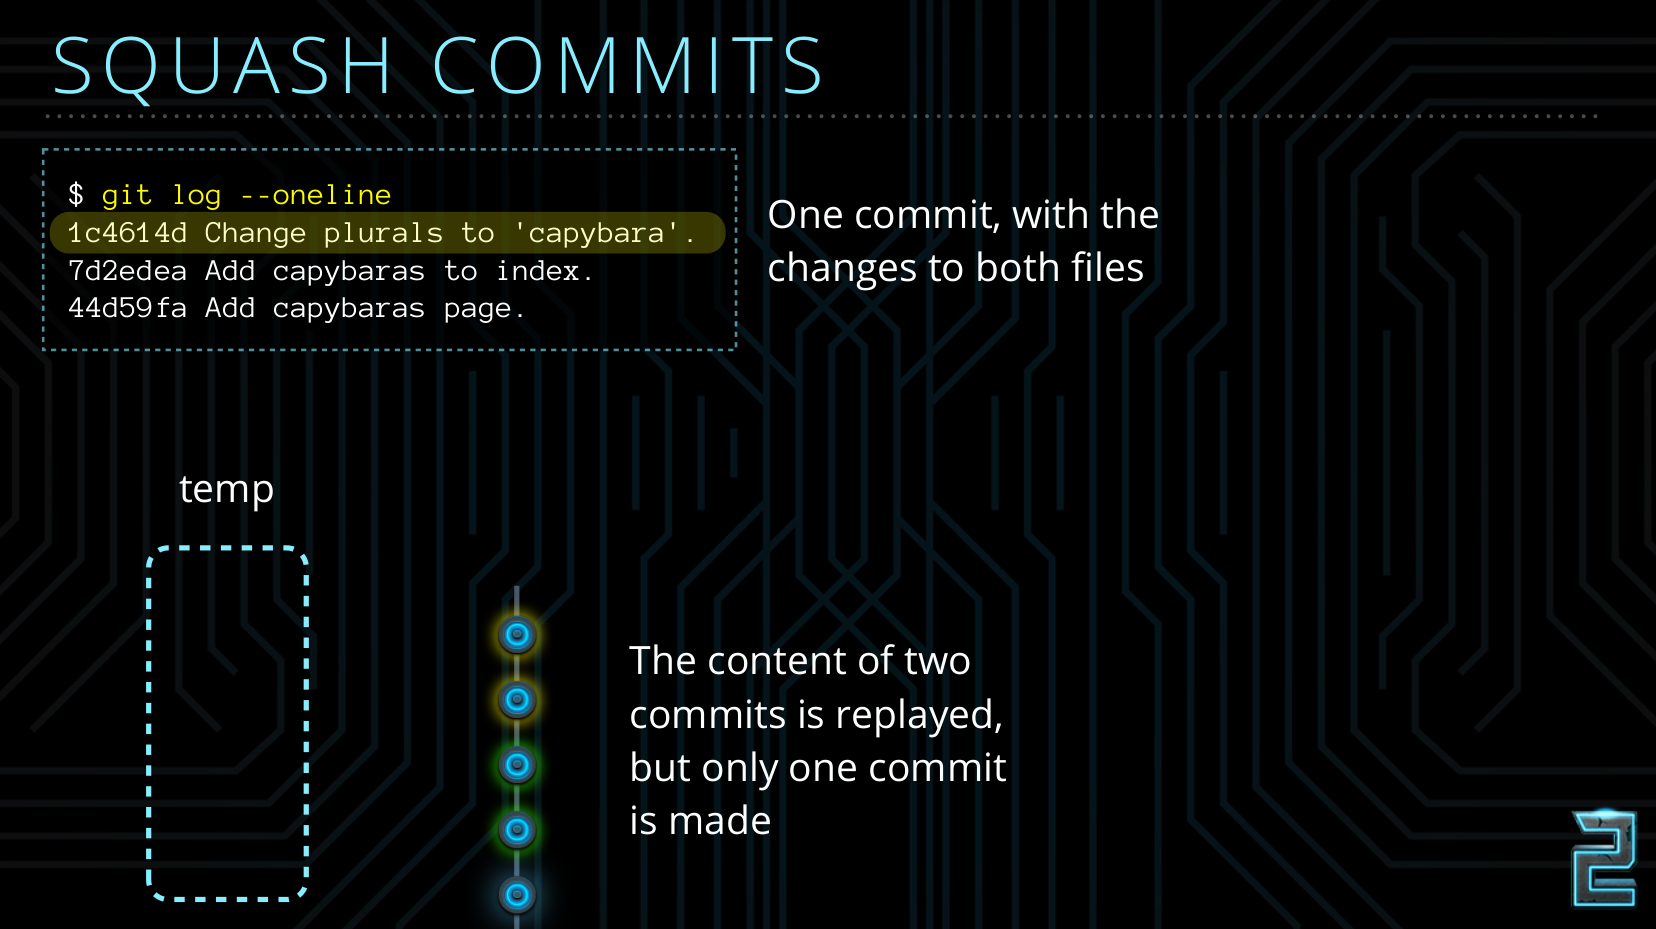 SQUASH COMMITS
$ git log --oneline
1c4614d Change plurals to 'capybara'.
7d2edea Add capybaras to index.
44d59fa Add capybaras page.
One commit, with the
changes to both files
temp
The content of two
commits is replayed,
but only one commit
is made
2